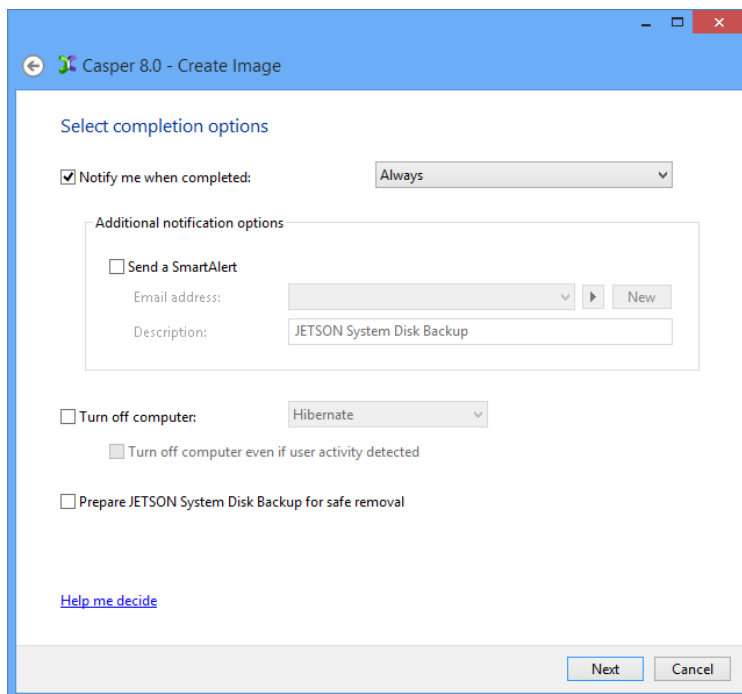 Casper 8.0 - Create Image
Select completion options
Notify me when completed: Always
Additional notification options
Send a SmartAlert
Email address: New
Description: JETSON System Disk Backup
Turn off computer: Hibernate
Turn off computer even if user activity detected
Prepare JETSON System Disk Backup for safe removal
Help me decide
Next Cancel